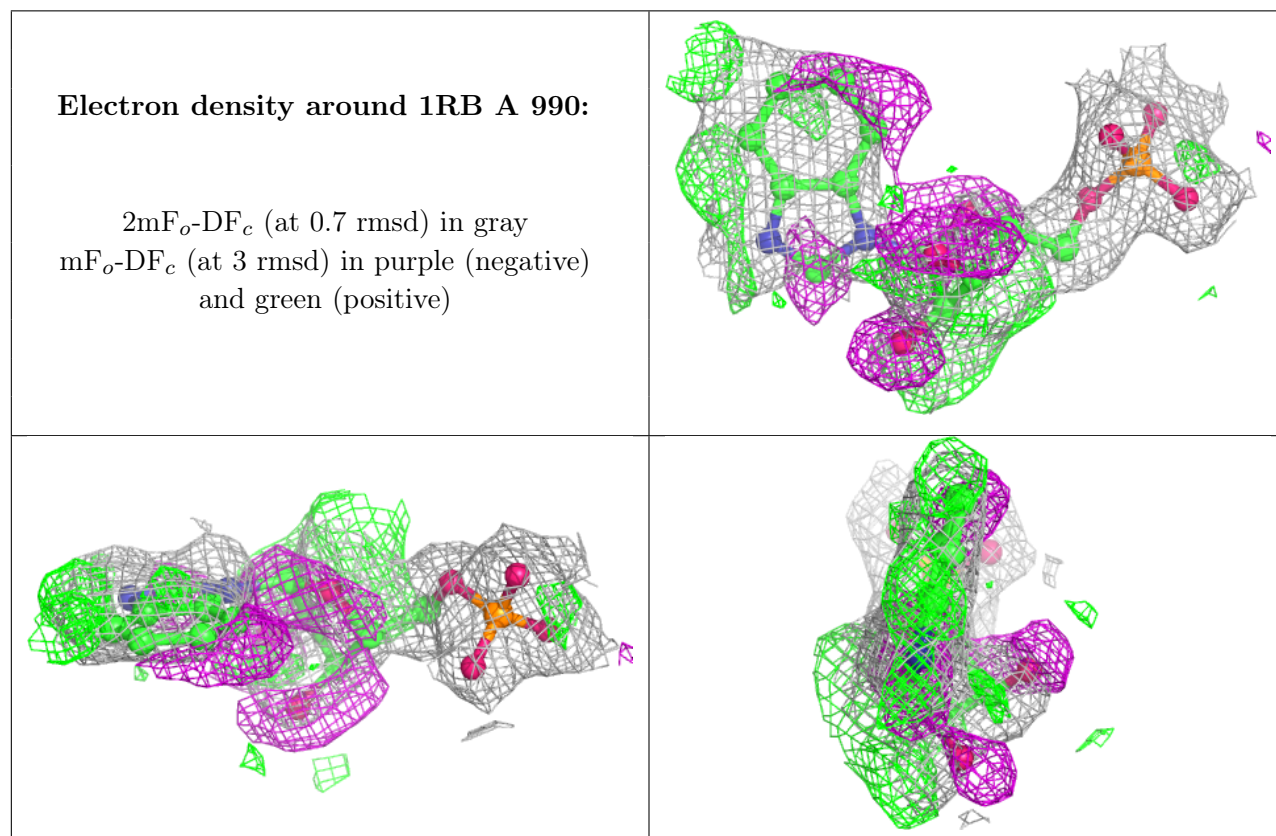 Electron density around 1RB A 990:
2mFₒ-DF𝒸 (at 0.7 rmsd) in gray
mFₒ-DF𝒸 (at 3 rmsd) in purple (negative)
and green (positive)